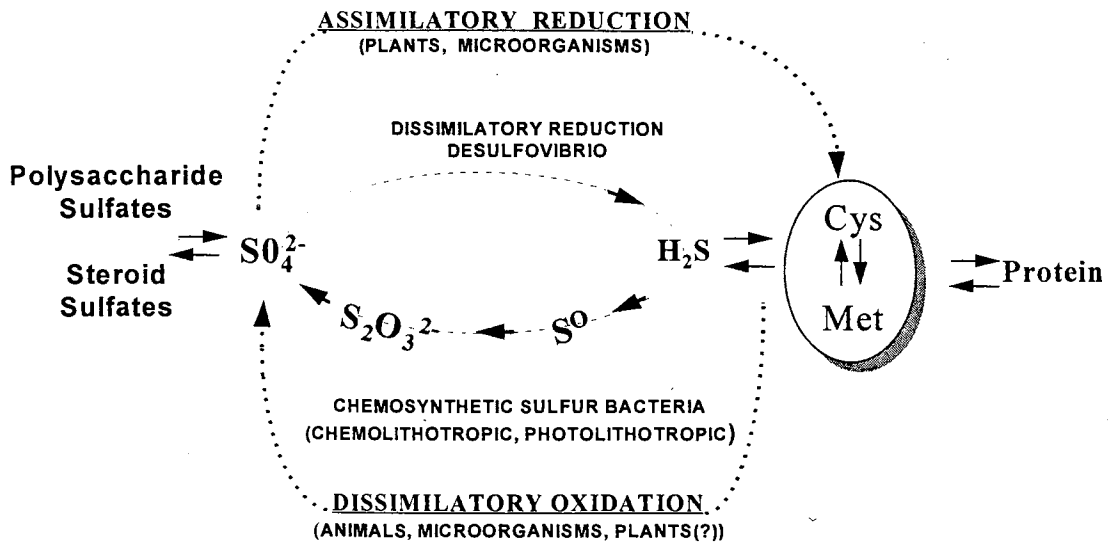 ASSIMILATORY REDUCTION
(PLANTS, MICROORGANISMS)
DISSIMILATORY REDUCTION
DESULFOVIBRIO
Polysaccharide
Sulfates
Steroid
Sulfates
S0₄²⁻
H₂S
Cys
Met
Protein
S₂O₃²⁻
S⁰
CHEMOSYNTHETIC SULFUR BACTERIA
(CHEMOLITHOTROPIC, PHOTOLITHOTROPIC)
DISSIMILATORY OXIDATION
(ANIMALS, MICROORGANISMS, PLANTS(?))